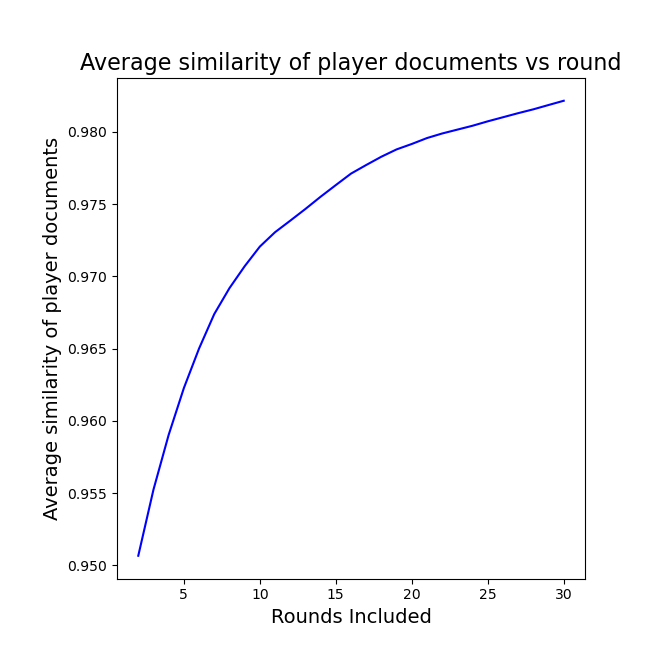 Average similarity of player documents vs round
Average similarity of player documents
0.980
0.975
0.970
0.965
0.960
0.955
0.950
5 10 15 20 25 30
Rounds Included